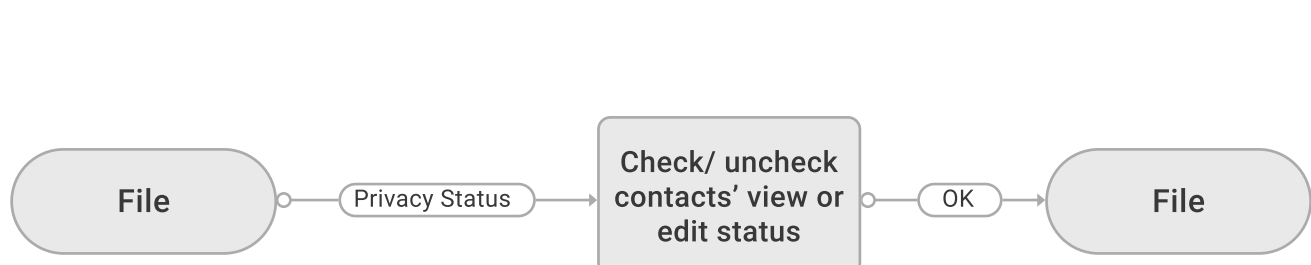 File
Privacy Status
Check/ uncheck
contacts’ view or
edit status
OK
File